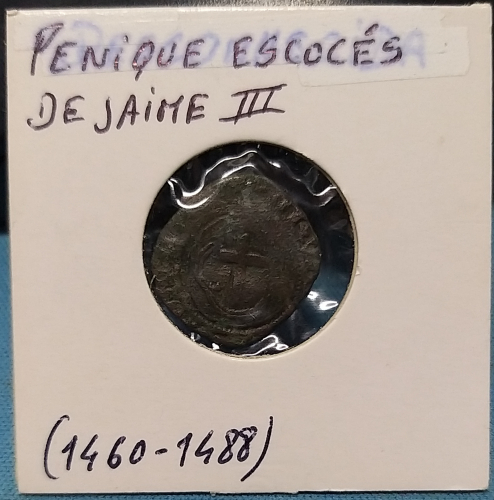 PENIQUE ESCOCÉS
DE JAIME III
(1460-1488)